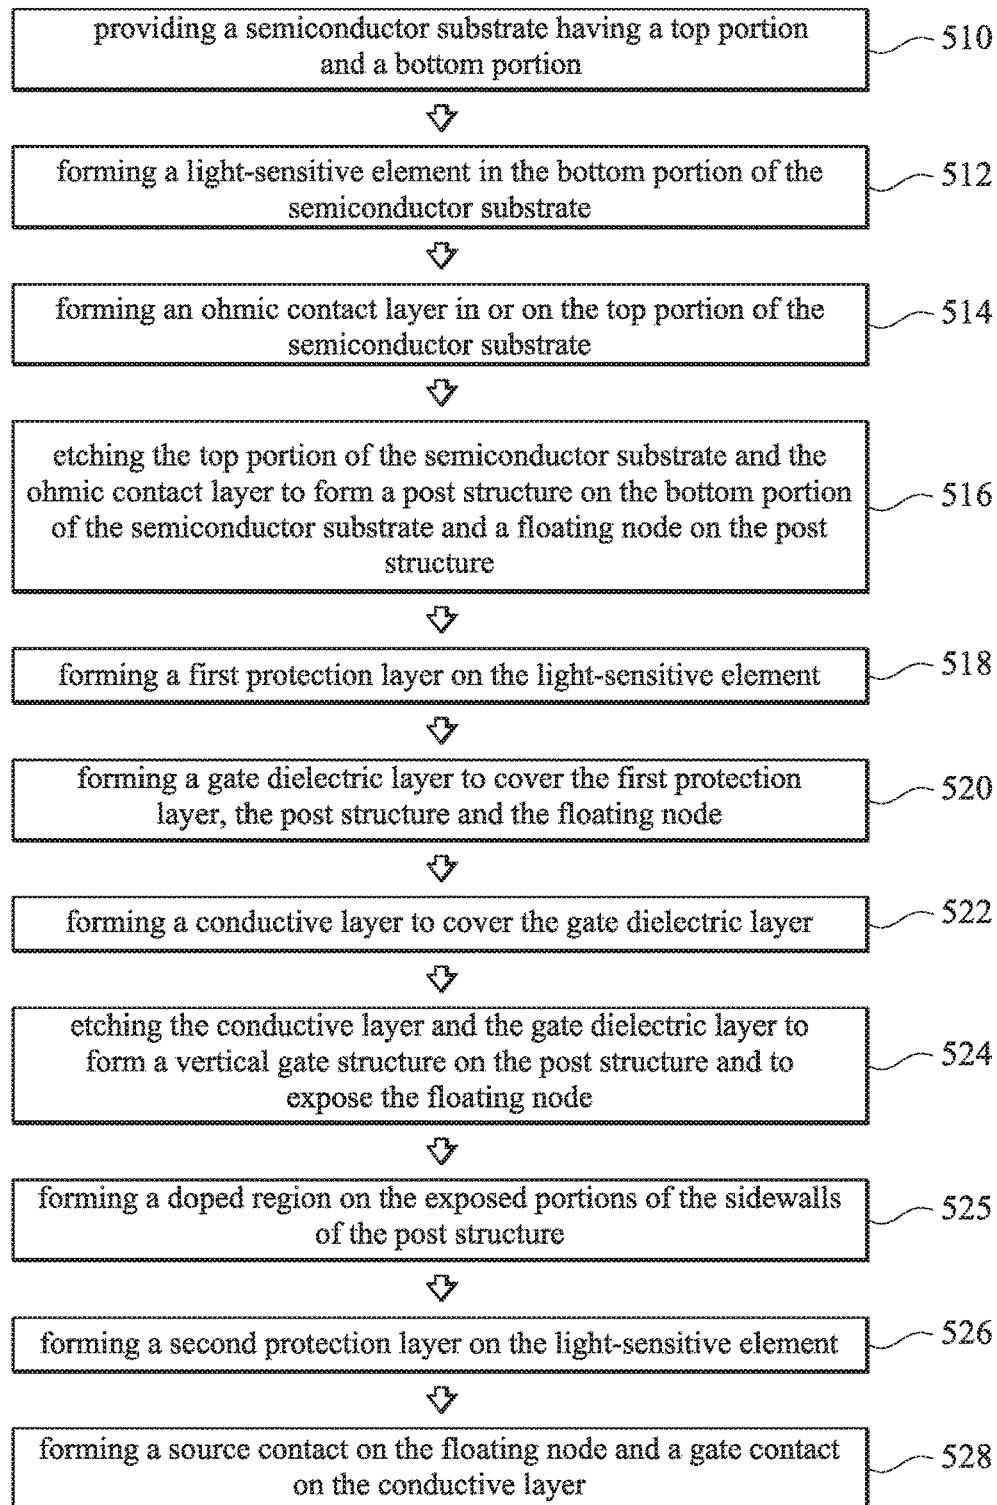 providing a semiconductor substrate having a top portion
and a bottom portion
510
forming a light-sensitive element in the bottom portion of the
semiconductor substrate
512
forming an ohmic contact layer in or on the top portion of the
semiconductor substrate
514
etching the top portion of the semiconductor substrate and the
ohmic contact layer to form a post structure on the bottom portion
of the semiconductor substrate and a floating node on the post
structure
516
forming a first protection layer on the light-sensitive element
518
forming a gate dielectric layer to cover the first protection
layer, the post structure and the floating node
520
forming a conductive layer to cover the gate dielectric layer
522
etching the conductive layer and the gate dielectric layer to
form a vertical gate structure on the post structure and to
expose the floating node
524
forming a doped region on the exposed portions of the sidewalls
of the post structure
525
forming a second protection layer on the light-sensitive element
526
forming a source contact on the floating node and a gate contact
on the conductive layer
528